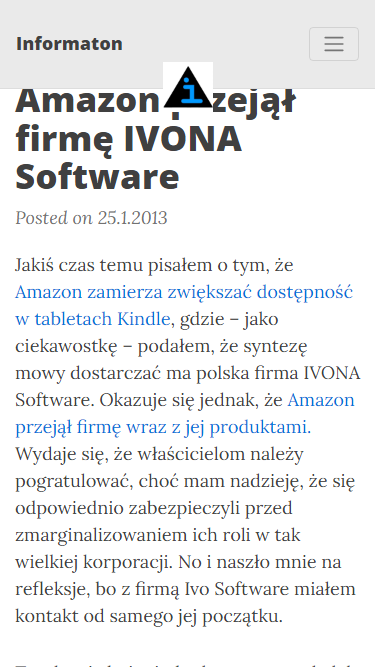 Informaton
Amazon przejął
firmę IVONA
Software
Posted on 25.1.2013
Jakiś czas temu pisałem o tym, że
Amazon zamierza zwiększać dostępność
w tabletach Kindle, gdzie – jako
ciekawostkę – podałem, że syntezę
mowy dostarczać ma polska firma IVONA
Software. Okazuje się jednak, że Amazon
przejął firmę wraz z jej produktami.
Wydaje się, że właścicielom należy
pogratulować, choć mam nadzieję, że się
odpowiednio zabezpieczyli przed
zmarginalizowaniem ich roli w tak
wielkiej korporacji. No i naszło mnie na
refleksje, bo z firmą Ivo Software miałem
kontakt od samego jej początku.